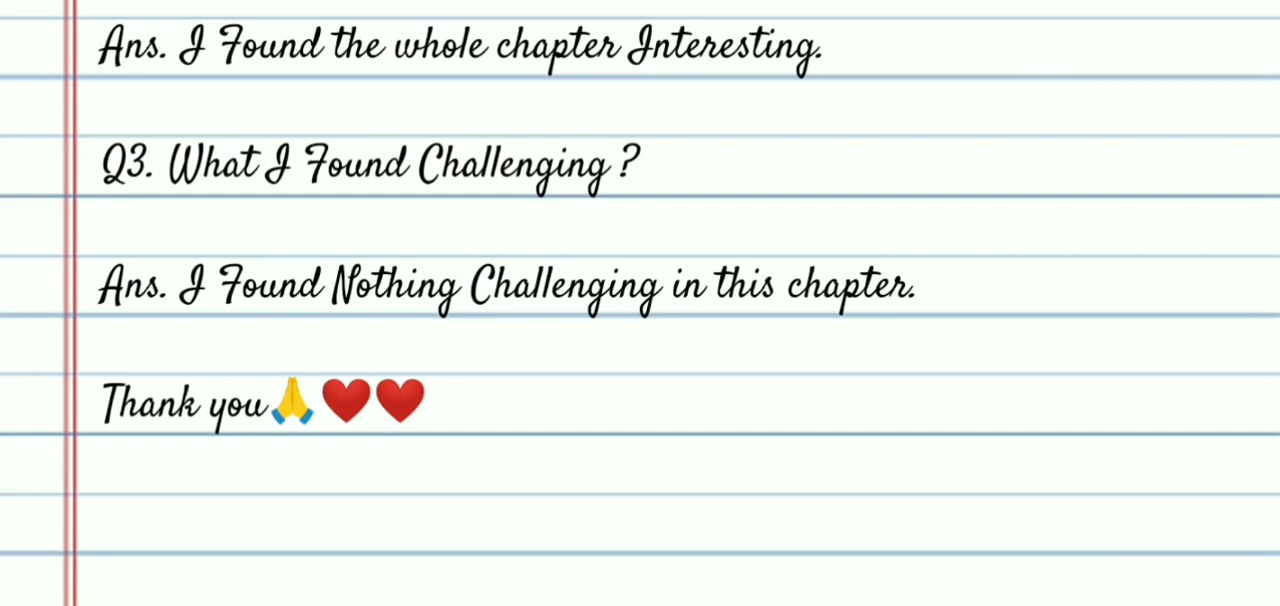 Ans. I Found the whole chapter Interesting.
Q3. What I Found Challenging ?
Ans. I Found Nothing Challenging in this chapter.
Thank you🙏❤️❤️